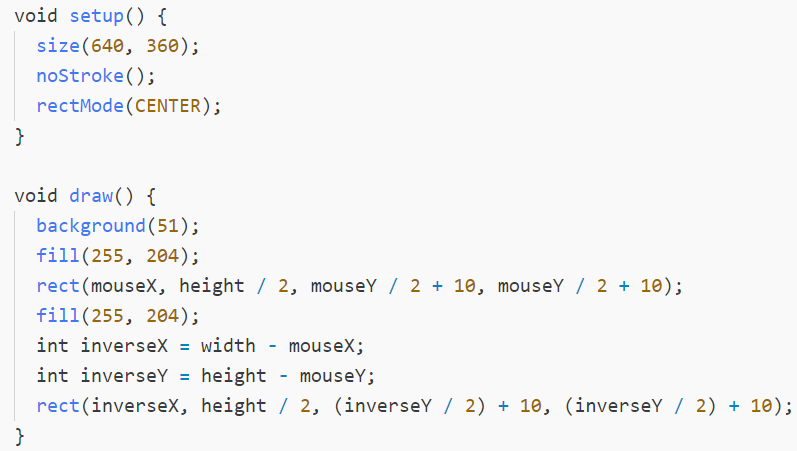 void setup() {
  size(640, 360);
  noStroke();
  rectMode(CENTER);
}

void draw() {
  background(51);
  fill(255, 204);
  rect(mouseX, height / 2, mouseY / 2 + 10, mouseY / 2 + 10);
  fill(255, 204);
  int inverseX = width - mouseX;
  int inverseY = height - mouseY;
  rect(inverseX, height / 2, (inverseY / 2) + 10, (inverseY / 2) + 10);
}